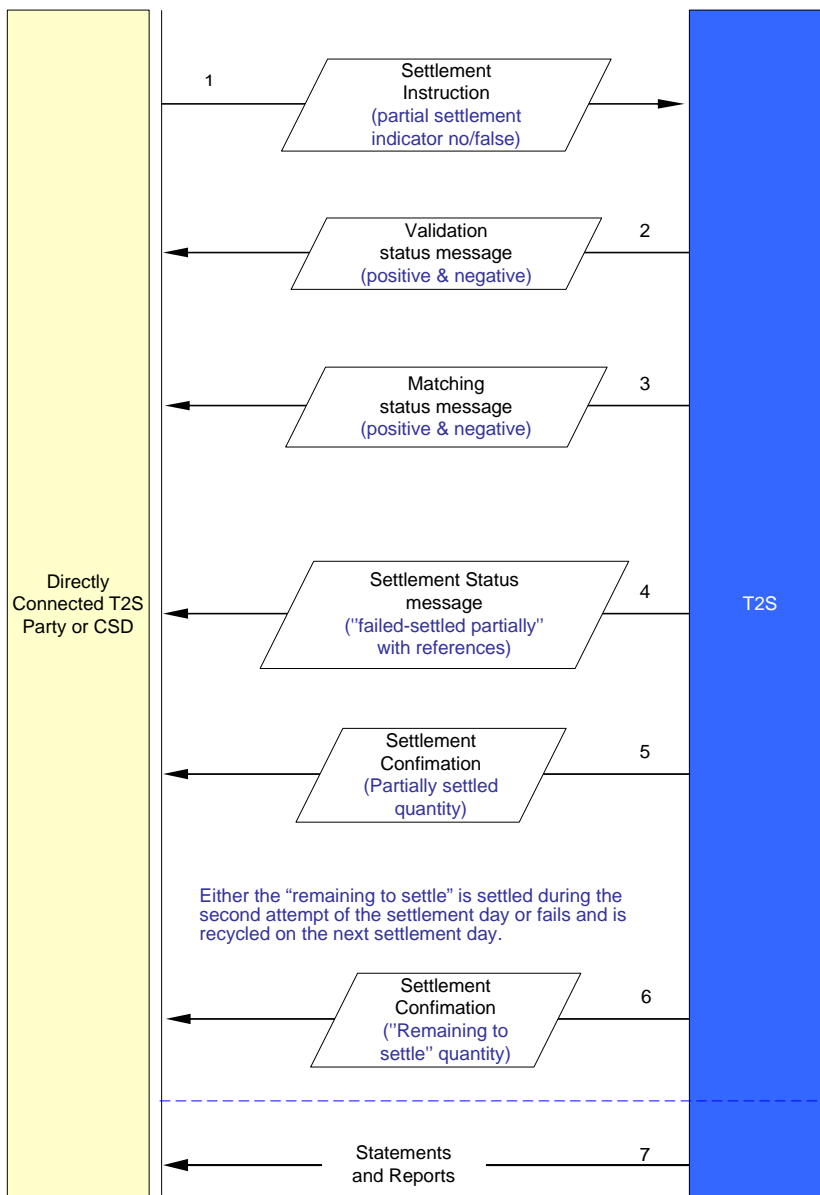 1
Settlement
Instruction
(partial settlement
indicator no/false)
Validation
status message
(positive & negative)
2
Matching
status message
(positive & negative)
3
Directly
Connected T2S
Party or CSD
Settlement Status
message
("failed-settled partially"
with references)
4
T2S
Settlement
Confimation
(Partially settled
quantity)
5
Either the “remaining to settle” is settled during the
second attempt of the settlement day or fails and is
recycled on the next settlement day.
Settlement
Confimation
("Remaining to
settle" quantity)
6
Statements
and Reports
7